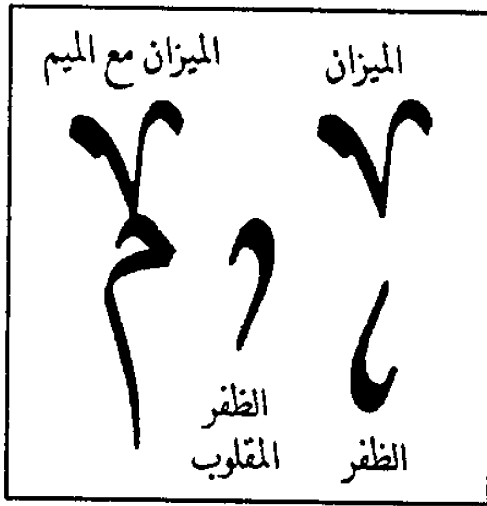 الميزان
الميزان مع الميم
الظفر
المقلوب
الظفر